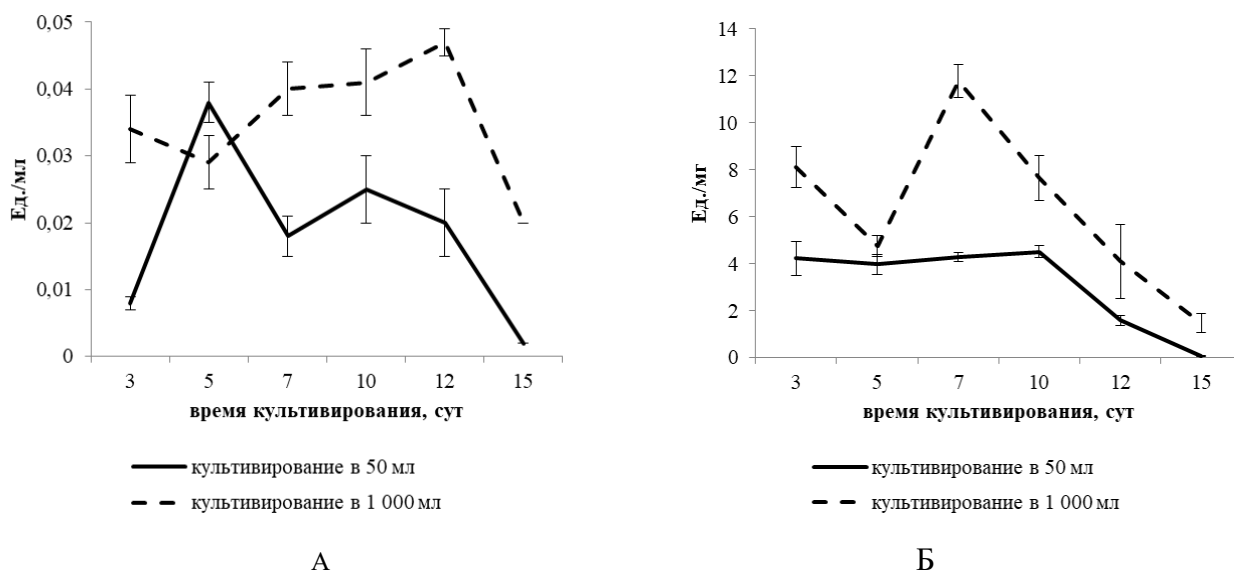 0,05
0,04
0,03
0,02
0,01
0
Ед./мл
3 5 7 10 12 15
время культивирования, сут
культивирование в 50 мл
культивирование в 1 000 мл
А
14
12
10
8
6
4
2
0
Ед./мг
3 5 7 10 12 15
время культивирования, сут
культивирование в 50 мл
культивирование в 1 000 мл
Б